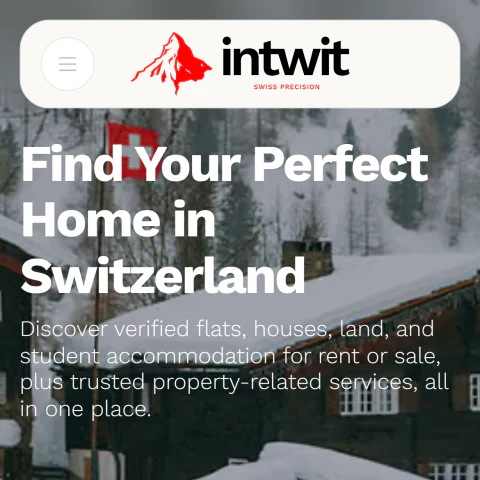 intwit
SWISS PRECISION
Find Your Perfect
Home in
Switzerland
Discover verified flats, houses, land, and
student accommodation for rent or sale,
plus trusted property-related services, all
in one place.